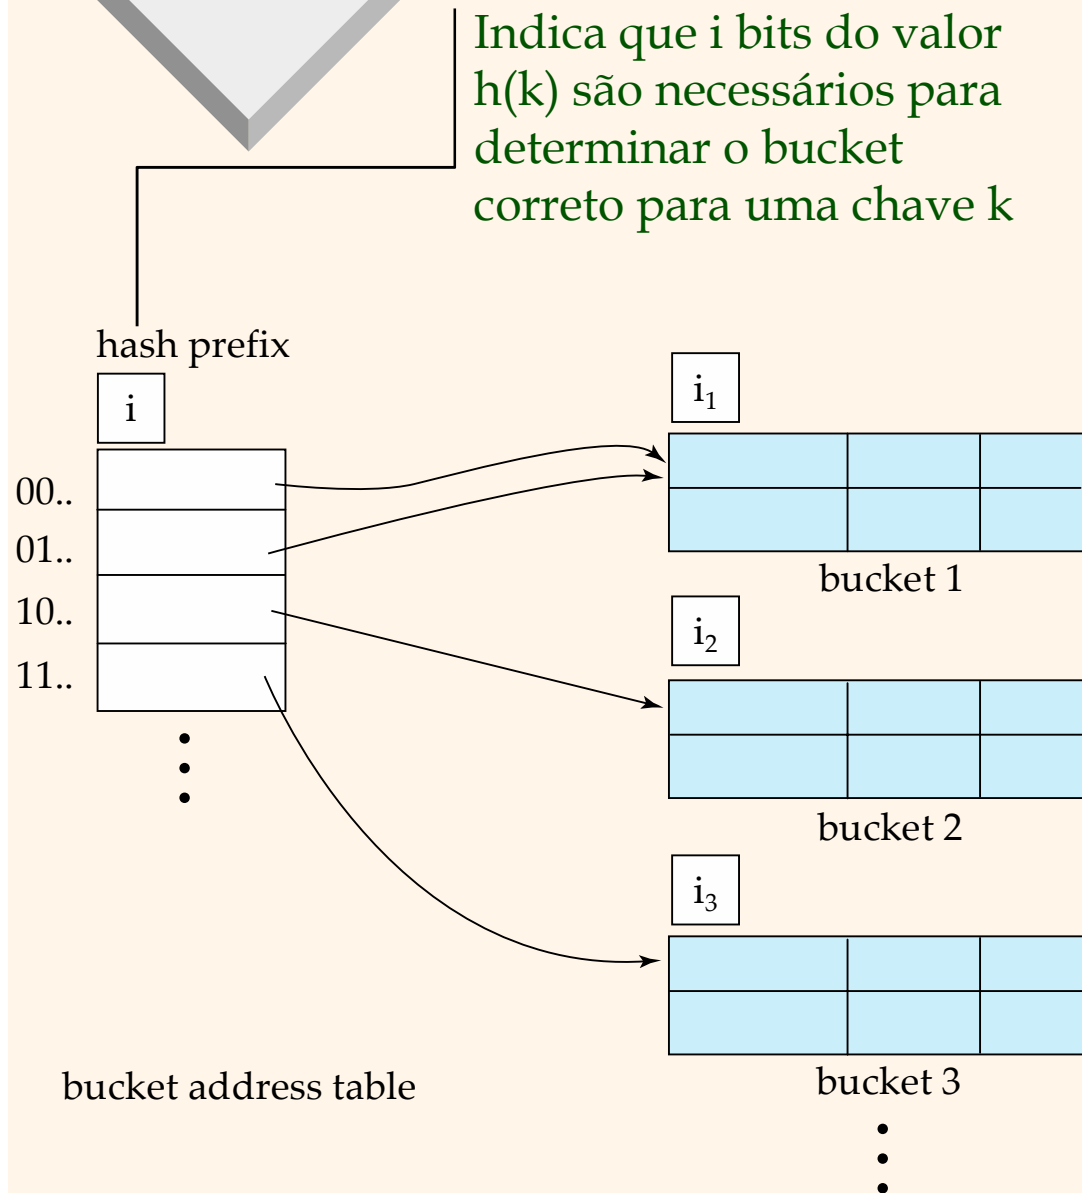 Indica que i bits do valor
h(k) são necessários para
determinar o bucket
correto para uma chave k
hash prefix
i
00..
01..
10..
11..
i₁
bucket 1
i₂
bucket 2
i₃
bucket 3
bucket address table